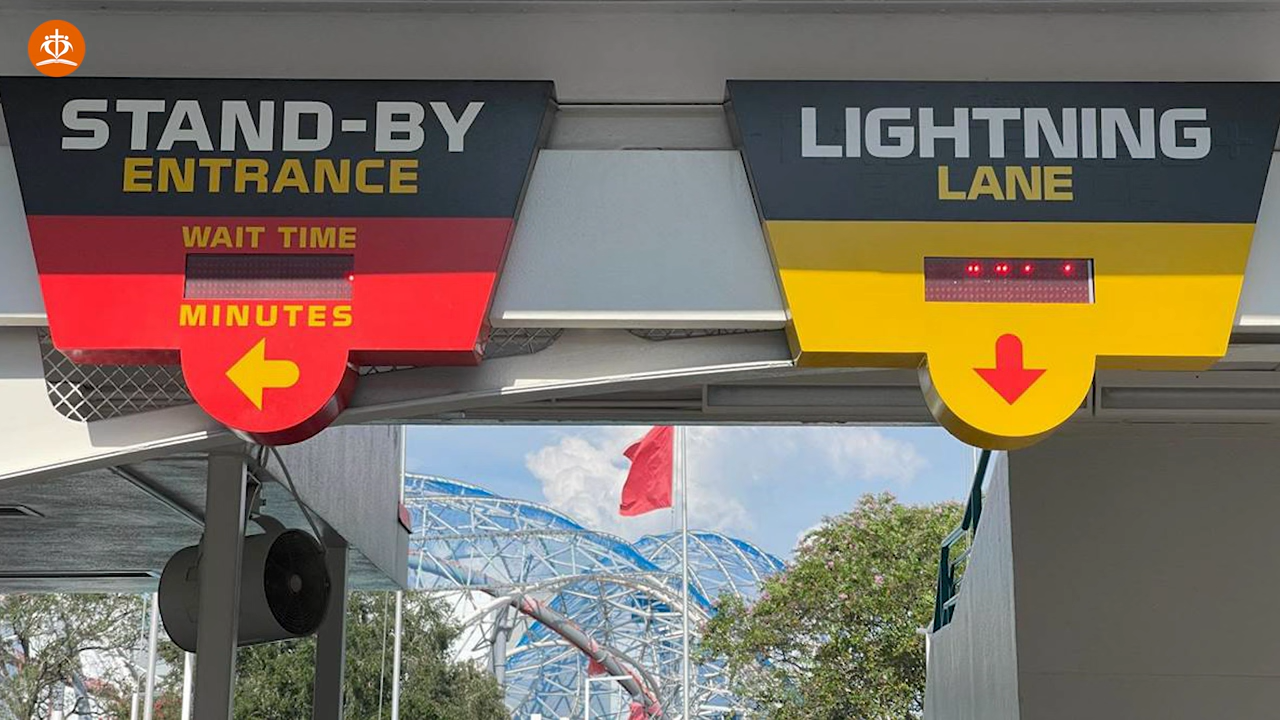 STAND-BY
ENTRANCE
WAIT TIME
MINUTES
LIGHTNING
LANE